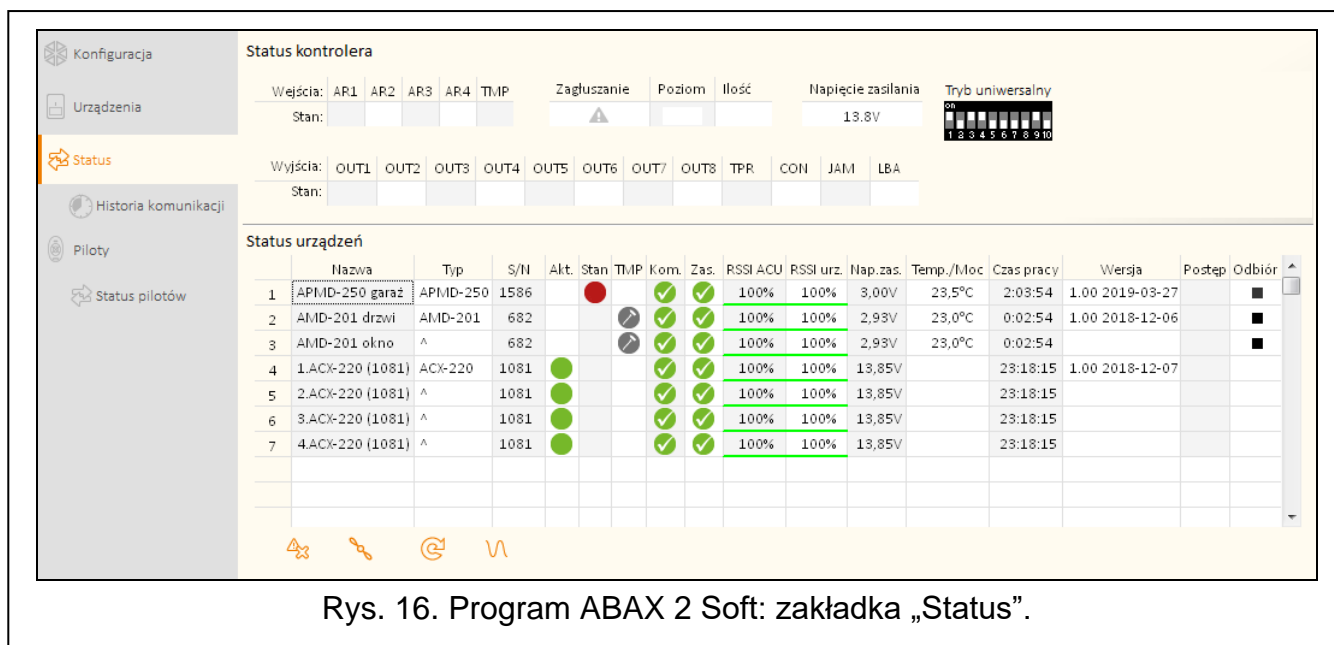 Konfiguracja
Urządzenia
Status
Historia komunikacji
Piloty
Status pilotów
Status kontrolera
Wejścia: AR1 AR2 AR3 AR4 TMP Zagłuszanie Poziom Ilość Napięcie zasilania Tryb uniwersalny
Stan: 13.8V
on
1 2 3 4 5 6 7 8 9 10
Wyjścia: OUT1 OUT2 OUT3 OUT4 OUT5 OUT6 OUT7 OUT8 TPR CON JAM LBA
Stan:
Status urządzeń
Nazwa Typ S/N Akt. Stan TMP Kom. Zas. RSSI ACU RSSI urz. Nap.zas. Temp./Moc Czas pracy Wersja Postęp Odbiór
1 APMD-250 garaż APMD-250 1586 100% 100% 3,00V 23,5°C 2:03:54 1.00 2019-03-27
2 AMD-201 drzwi AMD-201 682 100% 100% 2,93V 23,0°C 0:02:54 1.00 2018-12-06
3 AMD-201 okno ^ 682 100% 100% 2,93V 23,0°C 0:02:54
4 1.ACX-220 (1081) ACX-220 1081 100% 100% 13,85V 23:18:15 1.00 2018-12-07
5 2.ACX-220 (1081) ^ 1081 100% 100% 13,85V 23:18:15
6 3.ACX-220 (1081) ^ 1081 100% 100% 13,85V 23:18:15
7 4.ACX-220 (1081) ^ 1081 100% 100% 13,85V 23:18:15
Rys. 16. Program ABAX 2 Soft: zakładka „Status”.